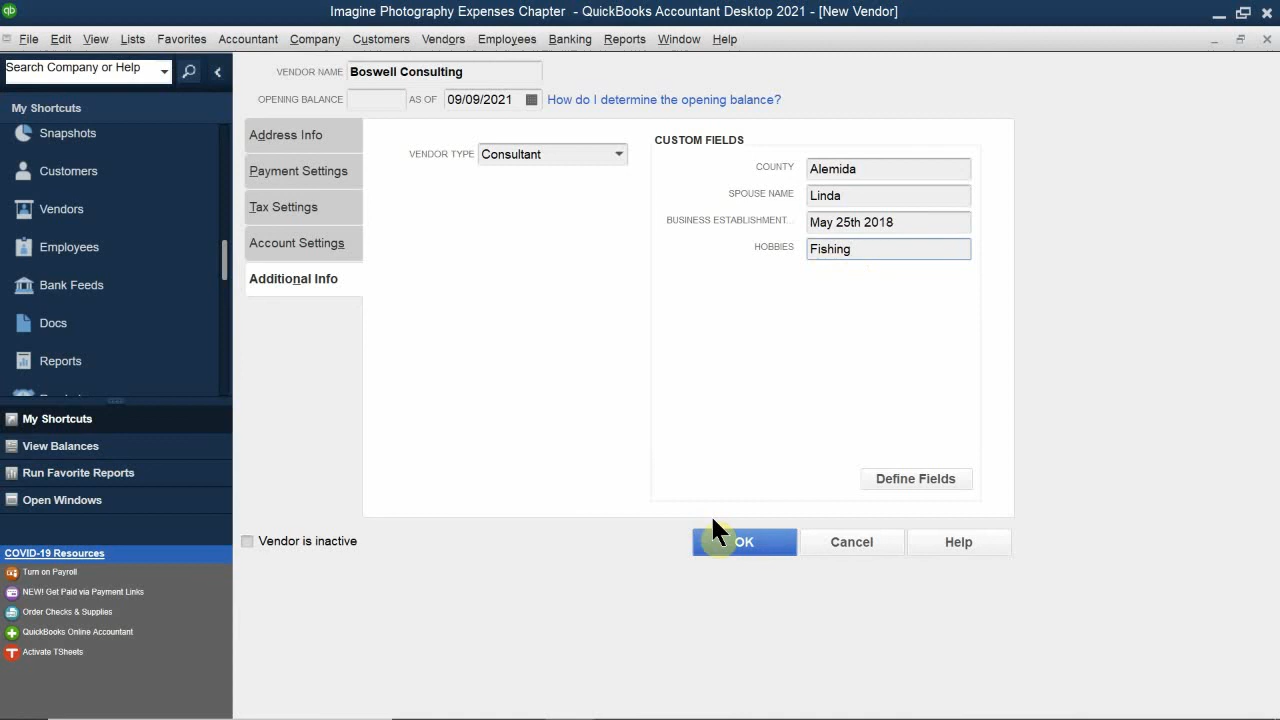 qb
Imagine Photography Expenses Chapter - QuickBooks Accountant Desktop 2021 - [New Vendor]
File Edit View Lists Favorites Accountant Company Customers Vendors Employees Banking Reports Window Help
Search Company or Help
My Shortcuts
Snapshots
Customers
Vendors
Employees
Bank Feeds
Docs
Reports
My Shortcuts
View Balances
Run Favorite Reports
Open Windows
COVID-19 Resources
Turn on Payroll
NEW! Get Paid via Payment Links
Order Checks & Supplies
QuickBooks Online Accountant
T Activate TSheets
VENDOR NAME Boswell Consulting
OPENING BALANCE AS OF 09/09/2021 How do I determine the opening balance?
Address Info
Payment Settings
Tax Settings
Account Settings
Additional Info
VENDOR TYPE Consultant
CUSTOM FIELDS
COUNTY Alemida
SPOUSE NAME Linda
BUSINESS ESTABLISHMENT... May 25th 2018
HOBBIES Fishing
Define Fields
Vendor is inactive
OK Cancel Help